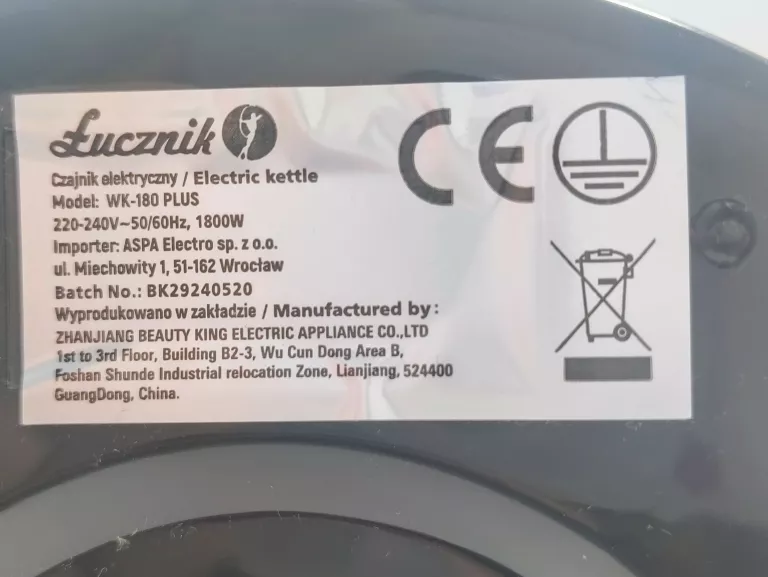 Łucznik
CE
Czajnik elektryczny / Electric kettle
Model: WK-180 PLUS
220-240V~50/60Hz, 1800W
Importer: ASPA Electro sp. z o.o.
ul. Miechowity 1, 51-162 Wrocław
Batch No.: BK29240520
Wyprodukowano w zakładzie / Manufactured by:
ZHANJIANG BEAUTY KING ELECTRIC APPLIANCE CO.,LTD
1st to 3rd Floor, Building B2-3, Wu Cun Dong Area B,
Foshan Shunde Industrial relocation Zone, Lianjiang, 524400
GuangDong, China.